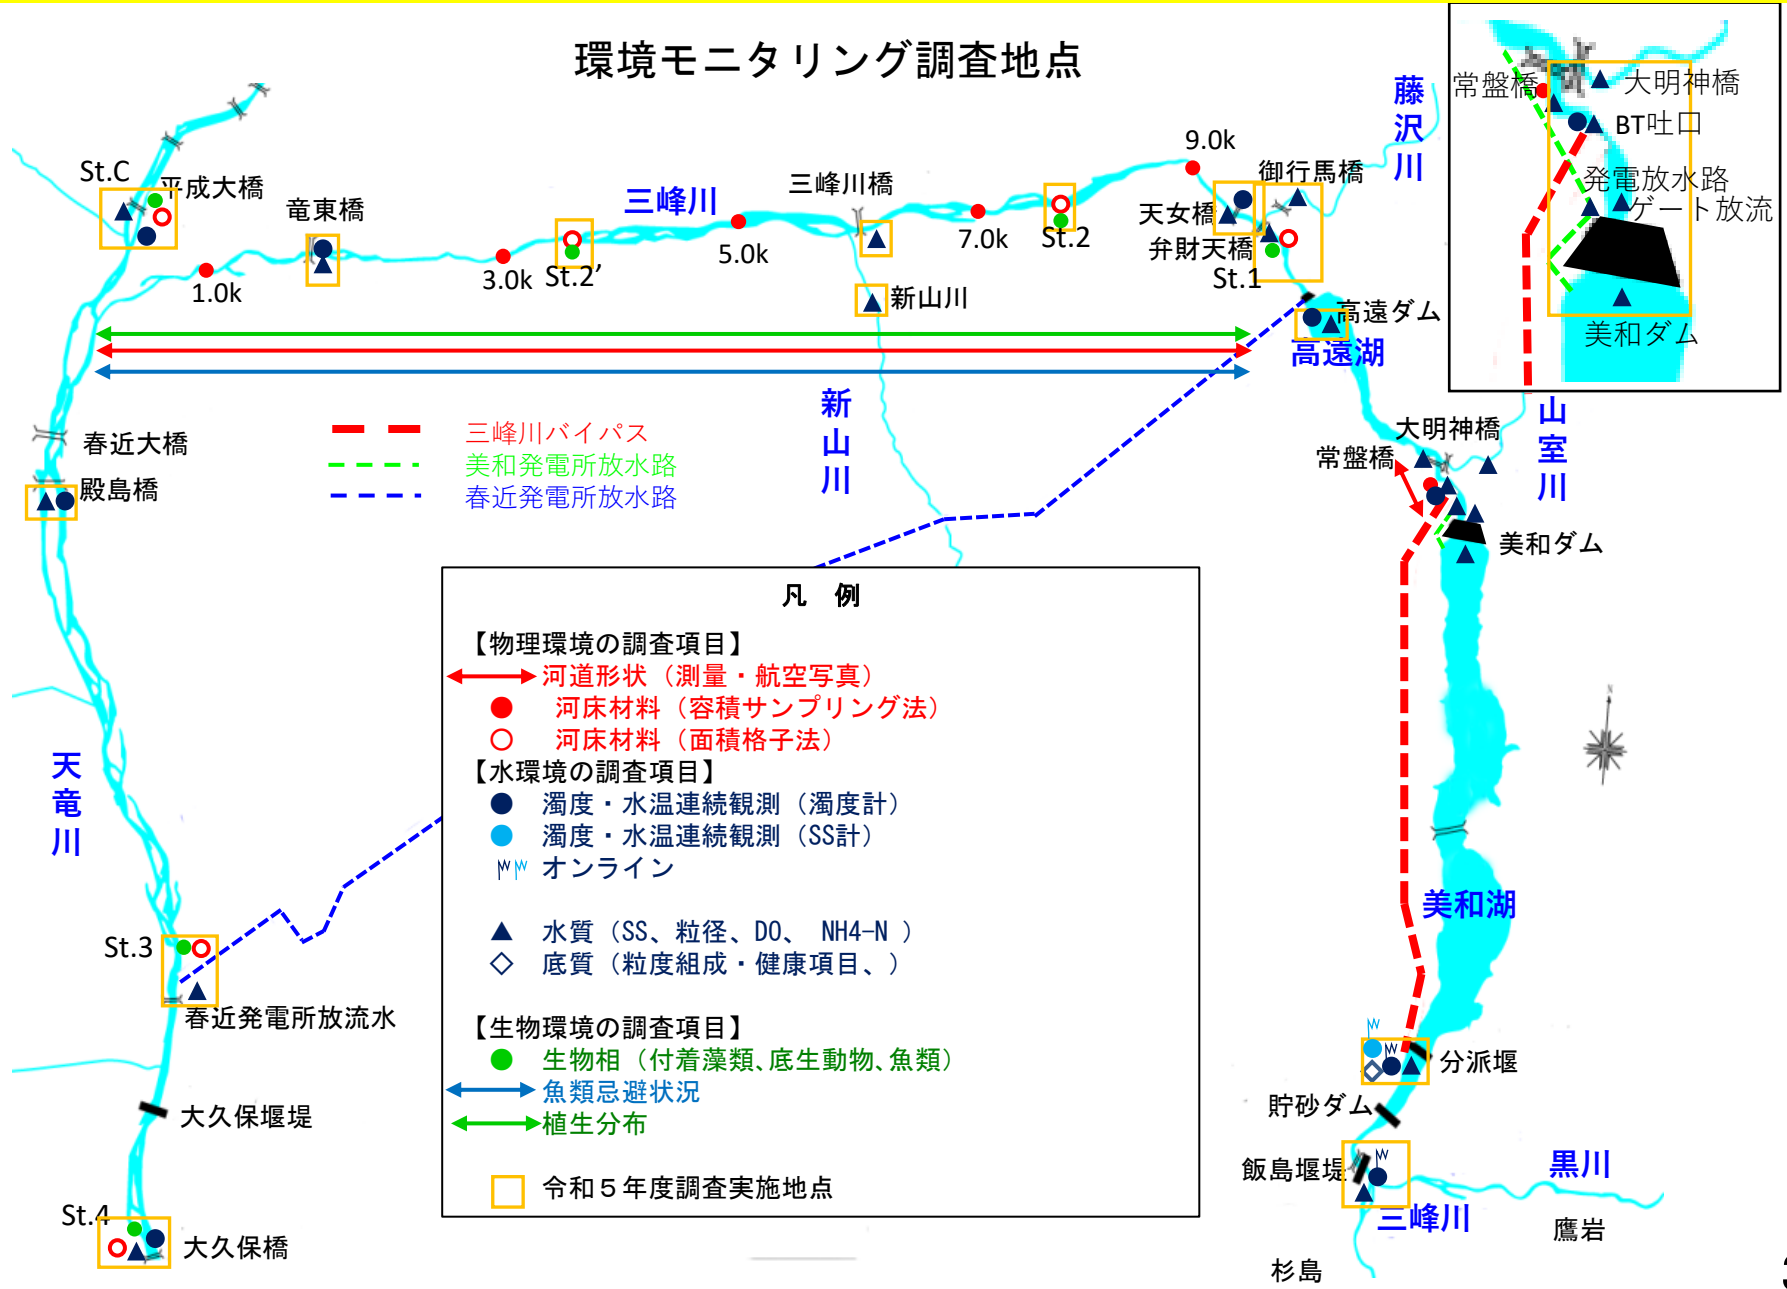 環境モニタリング調査地点
St.C
平成大橋
竜東橋
三峰川
三峰川橋
9.0k
御行馬橋
藤
沢
川
天女橋
弁財天橋
St.1
1.0k
3.0k
St.2’
5.0k
7.0k
St.2
新山川
高遠ダム
高遠湖
常盤橋
大明神橋
BT吐口
発電放水路
ゲート放流
美和ダム
春近大橋
殿島橋
三峰川バイパス
美和発電所放水路
春近発電所放水路
新
山
川
大明神橋
常盤橋
山
室
川
美和ダム
凡 例
【物理環境の調査項目】
河道形状（測量・航空写真）
河床材料（容積サンプリング法）
河床材料（面積格子法）
【水環境の調査項目】
濁度・水温連続観測（濁度計）
濁度・水温連続観測（SS計）
オンライン
水質（SS、粒径、DO、 NH4-N ）
底質（粒度組成・健康項目、）
【生物環境の調査項目】
生物相（付着藻類、底生動物、魚類）
魚類忌避状況
植生分布
令和５年度調査実施地点
天
竜
川
St.3
春近発電所放流水
大久保堰堤
St.4
大久保橋
美和湖
分派堰
貯砂ダム
飯島堰堤
黒川
三峰川
鷹岩
杉島